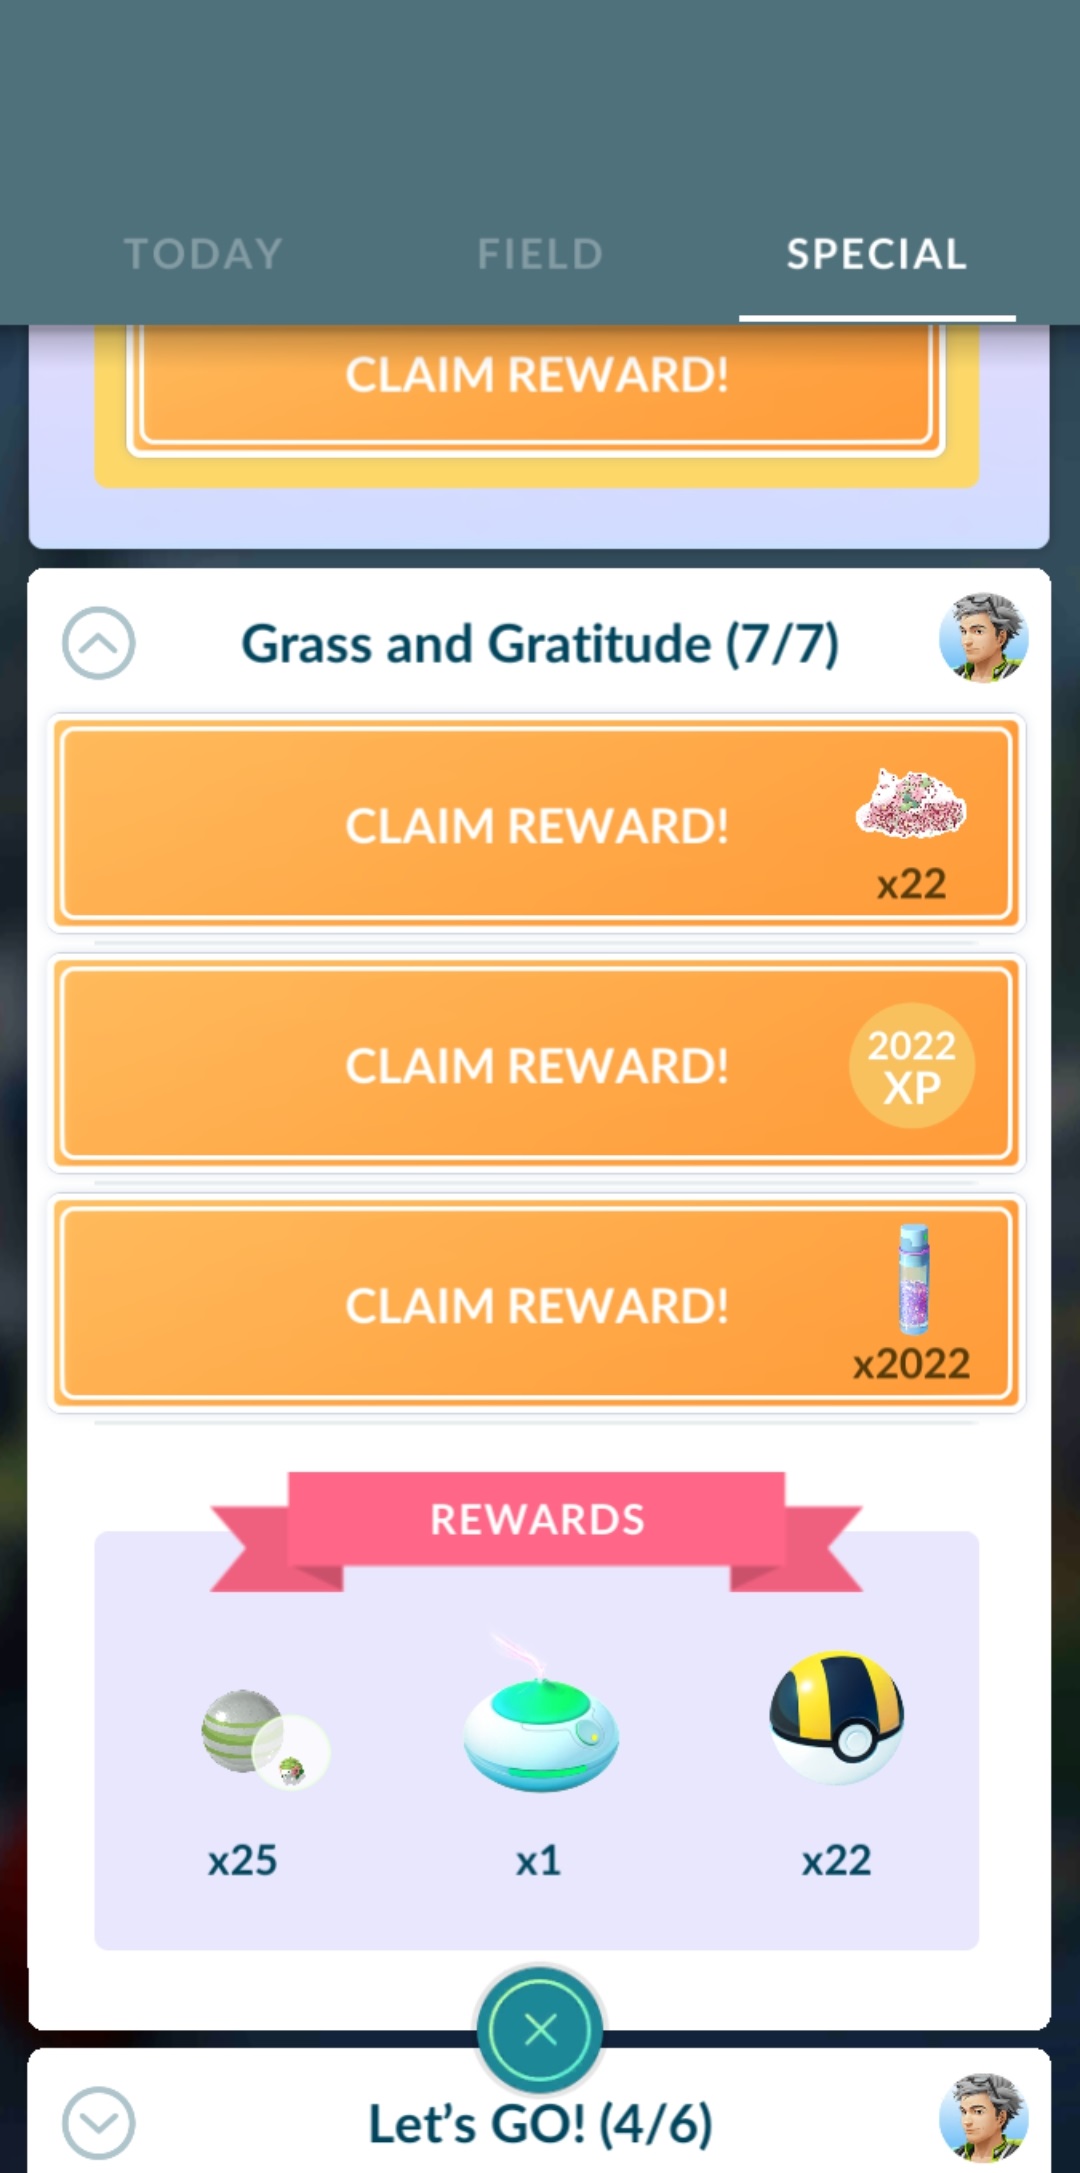 TODAY
FIELD
SPECIAL
CLAIM REWARD!
Grass and Gratitude (7/7)
CLAIM REWARD!
x22
CLAIM REWARD!
2022
XP
CLAIM REWARD!
x2022
REWARDS
x25
x1
x22
Let’s GO! (4/6)